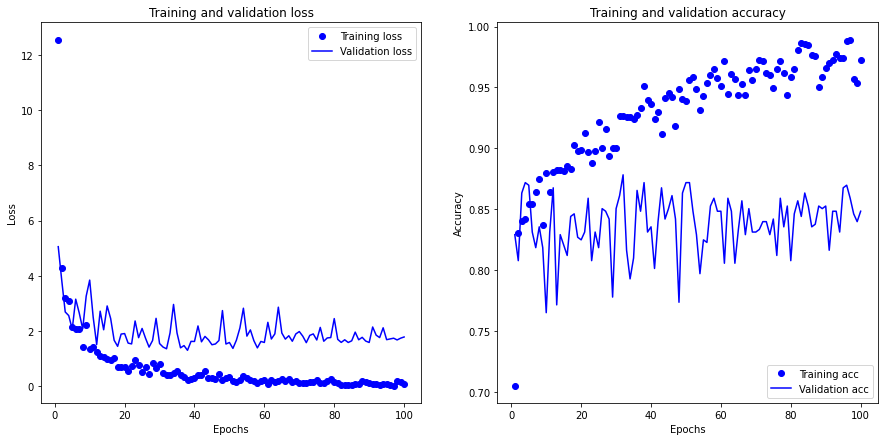 Training and validation loss
Training loss
Validation loss
12
10
8
6
4
2
0
Loss
0
20
40
60
80
100
Epochs
Training and validation accuracy
1.00
0.95
0.90
0.85
0.80
0.75
0.70
Accuracy
Training acc
Validation acc
0
20
40
60
80
100
Epochs